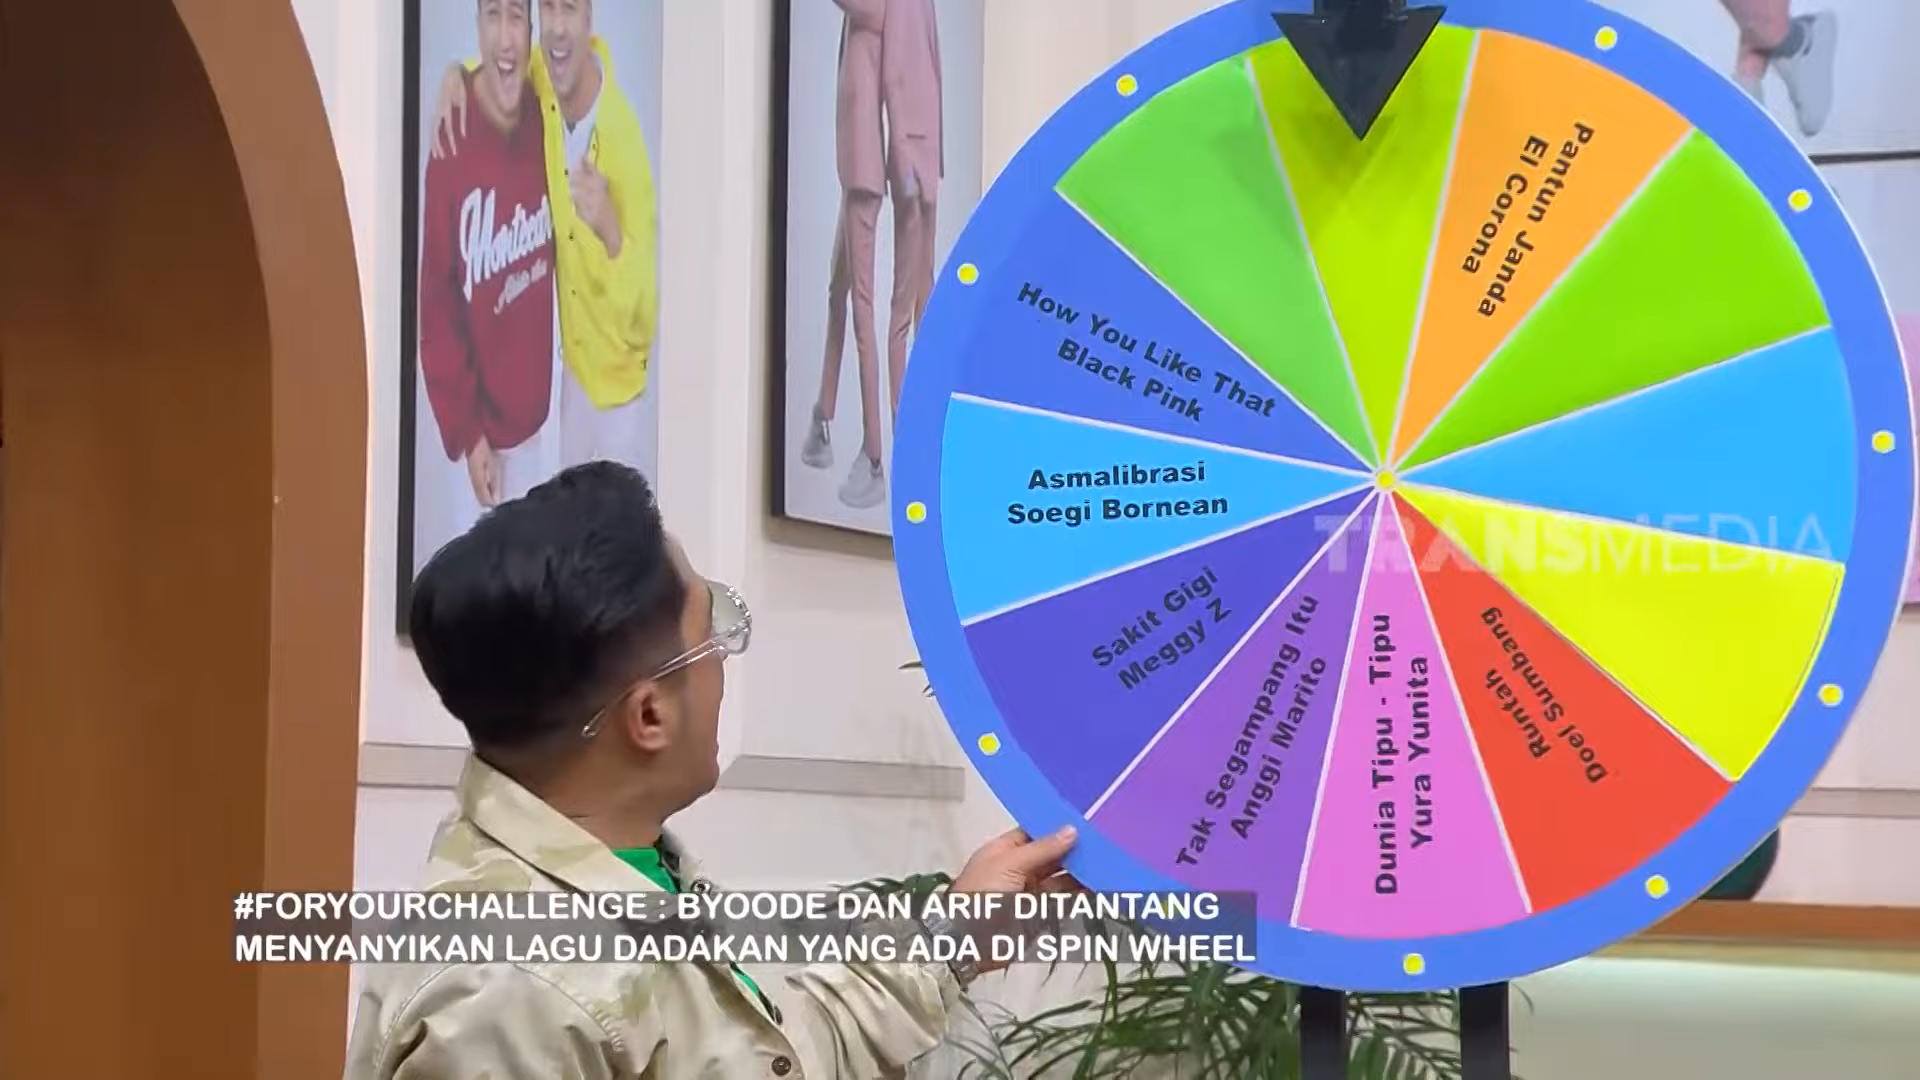 Montecarlo
Pantun Janda
El Corona
How You Like That
Black Pink
Asmalibrasi
Soegi Bornean
Sakit Gigi
Meggy Z
Tak Segampang Itu
Anggi Marito
Dunia Tipu - Tipu
Yura Yunita
Runtah
Doel Sumbang
TRANSMEDIA
#FORYOURCHALLENGE : BYOODE DAN ARIF DITANTANG
MENYANYIKAN LAGU DADAKAN YANG ADA DI SPIN WHEEL